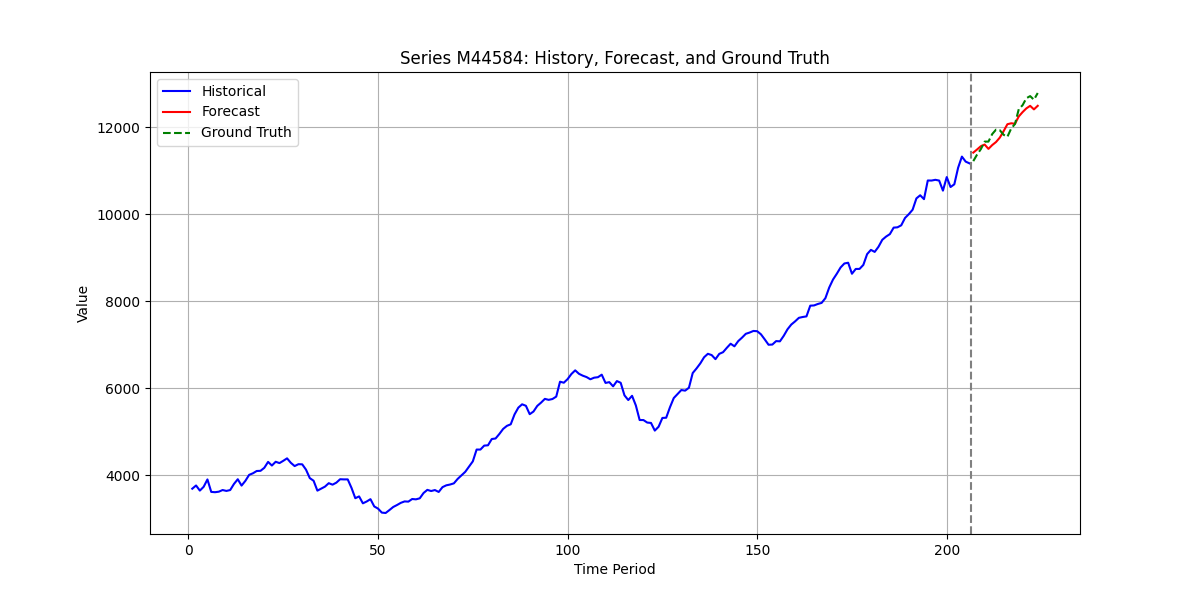 Series M44584: History, Forecast, and Ground Truth
Historical
Forecast
Ground Truth
12000
10000
8000
6000
4000
Value
0 50 100 150 200
Time Period